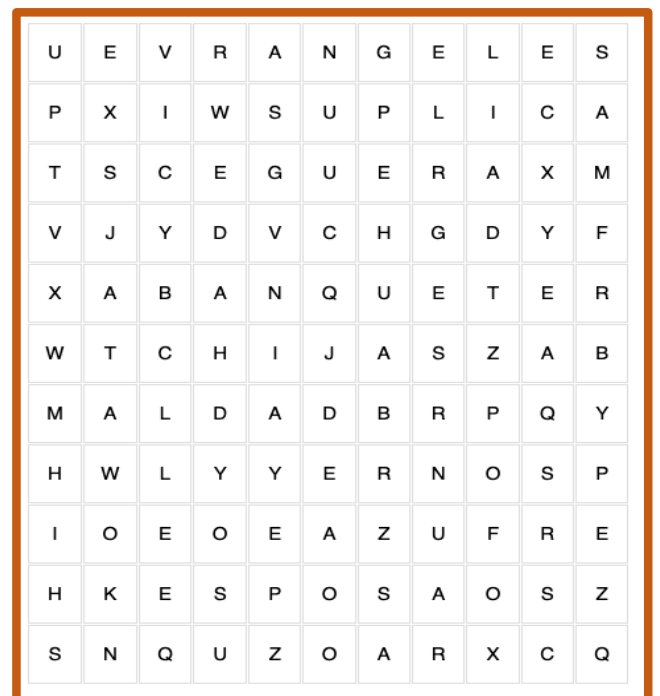 U E V R A N G E L E S
P X I W S U P L I C A
T S C E G U E R A X M
V J Y D V C H G D Y F
X A B A N Q U E T E R
W T C H I J A S Z A B
M A L D A D B R P Q Y
H W L Y Y E R N O S P
I O E O E A Z U F R E
H K E S P O S A O S Z
S N Q U Z O A R X C Q